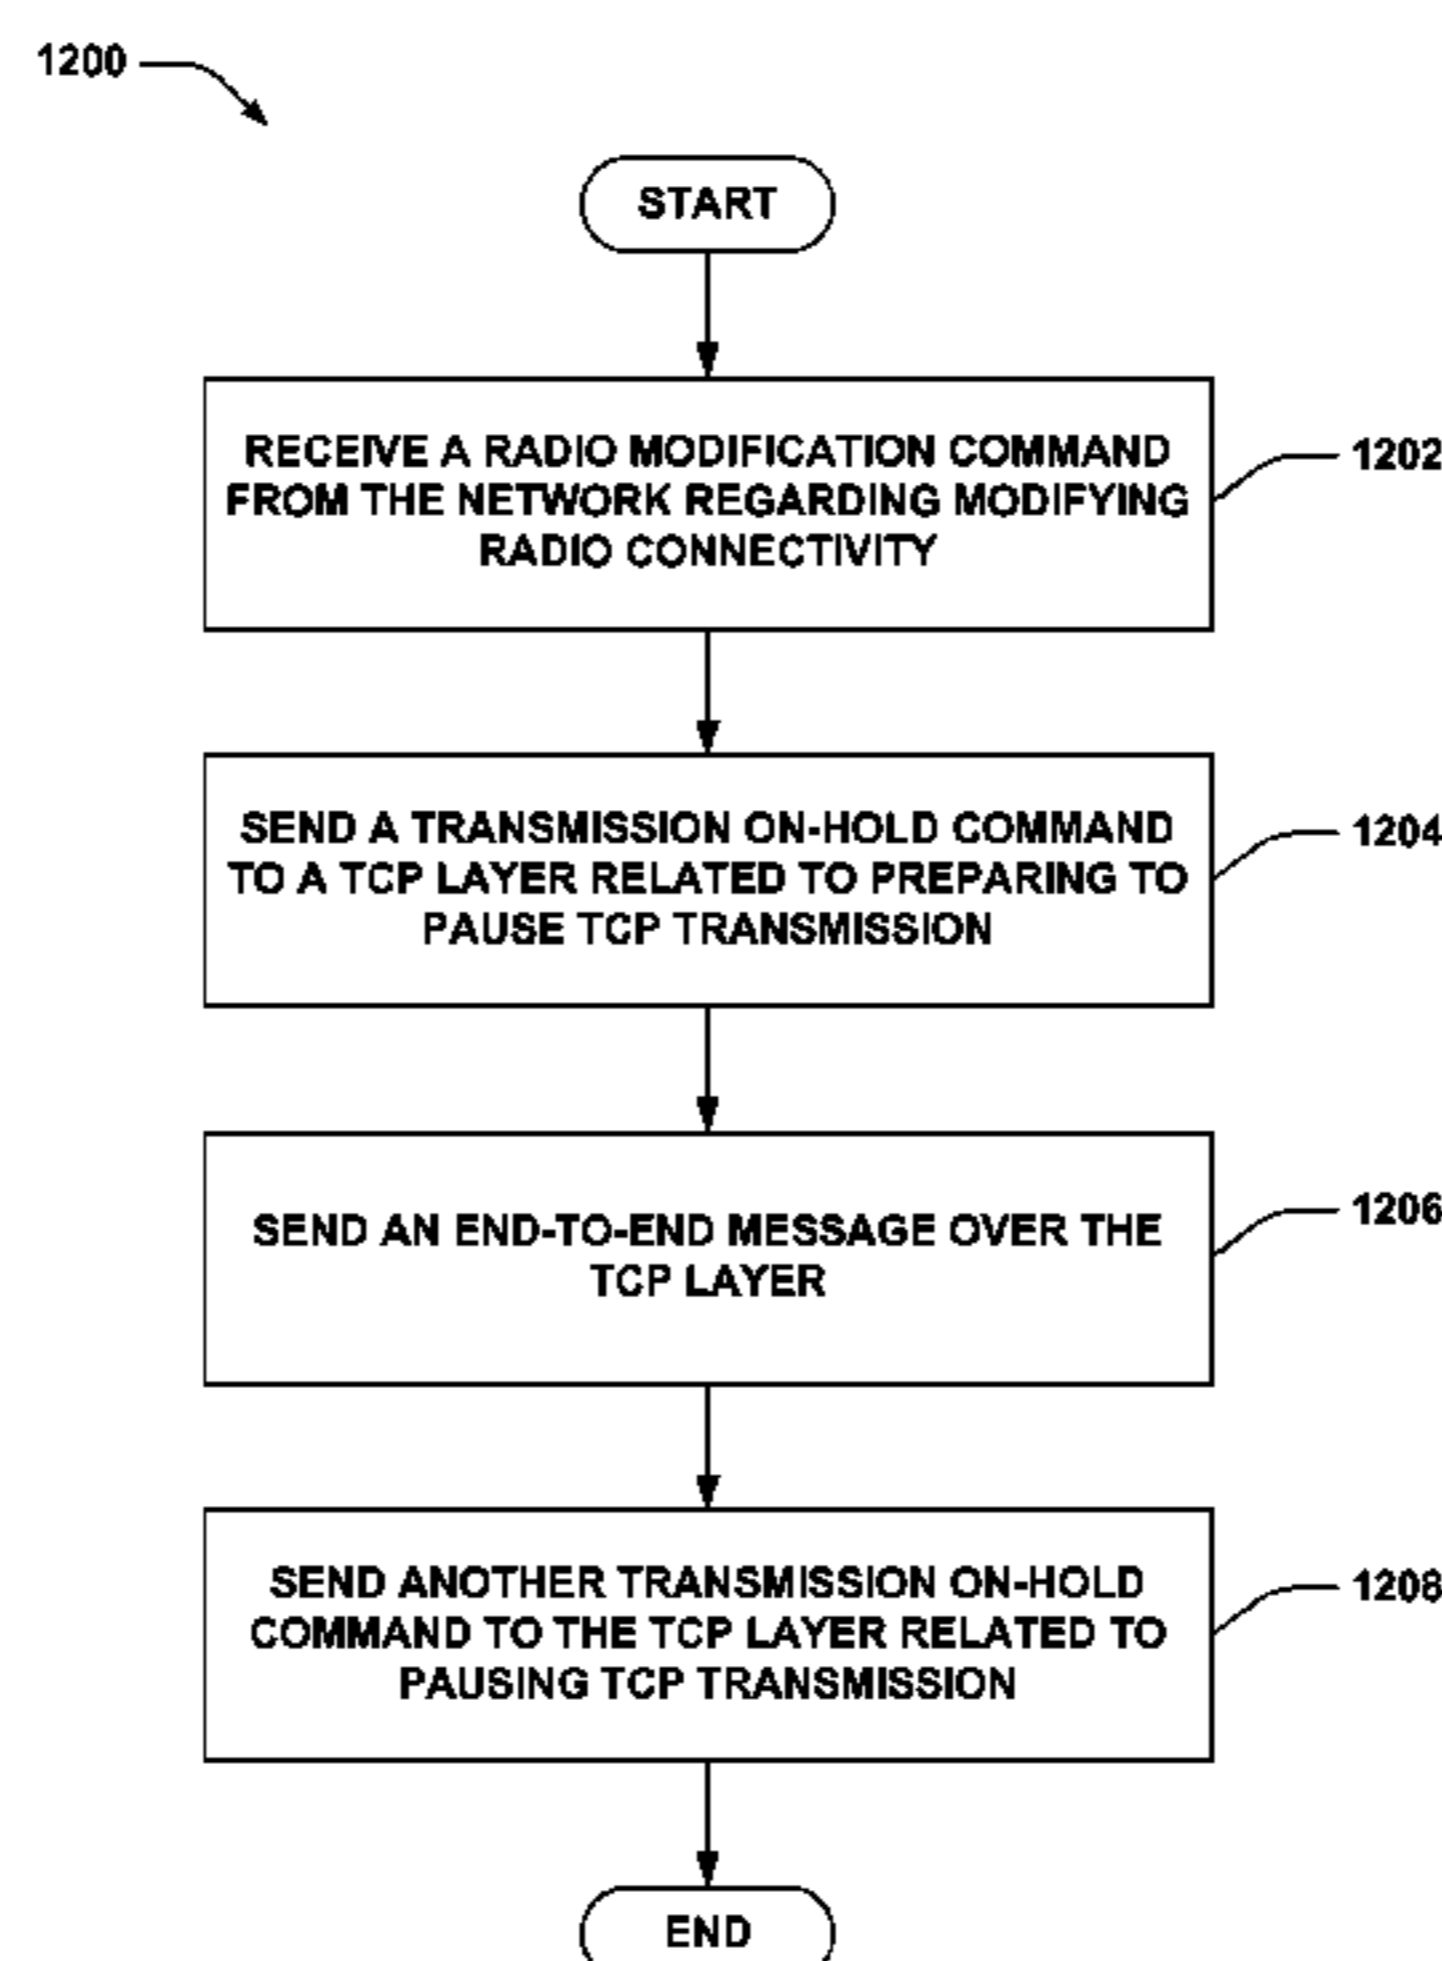 1200
START
RECEIVE A RADIO MODIFICATION COMMAND
FROM THE NETWORK REGARDING MODIFYING
RADIO CONNECTIVITY
1202
SEND A TRANSMISSION ON-HOLD COMMAND
TO A TCP LAYER RELATED TO PREPARING TO
PAUSE TCP TRANSMISSION
1204
SEND AN END-TO-END MESSAGE OVER THE
TCP LAYER
1206
SEND ANOTHER TRANSMISSION ON-HOLD
COMMAND TO THE TCP LAYER RELATED TO
PAUSING TCP TRANSMISSION
1208
END